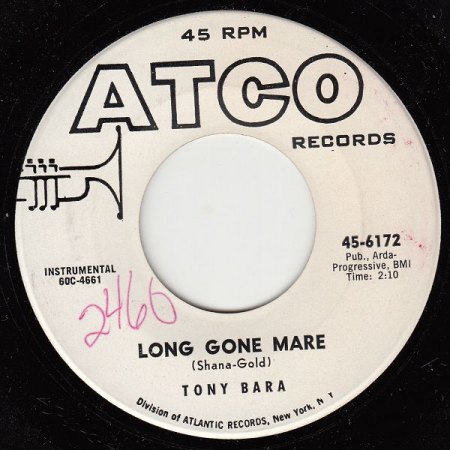 45 RPM
ATCO
RECORDS
45-6172
Pub., Arda-
Progressive, BMI
Time: 2:10
INSTRUMENTAL
60C-4661
2466
LONG GONE MARE
(Shana-Gold)
TONY BARA
Division of ATLANTIC RECORDS, New York, N Y